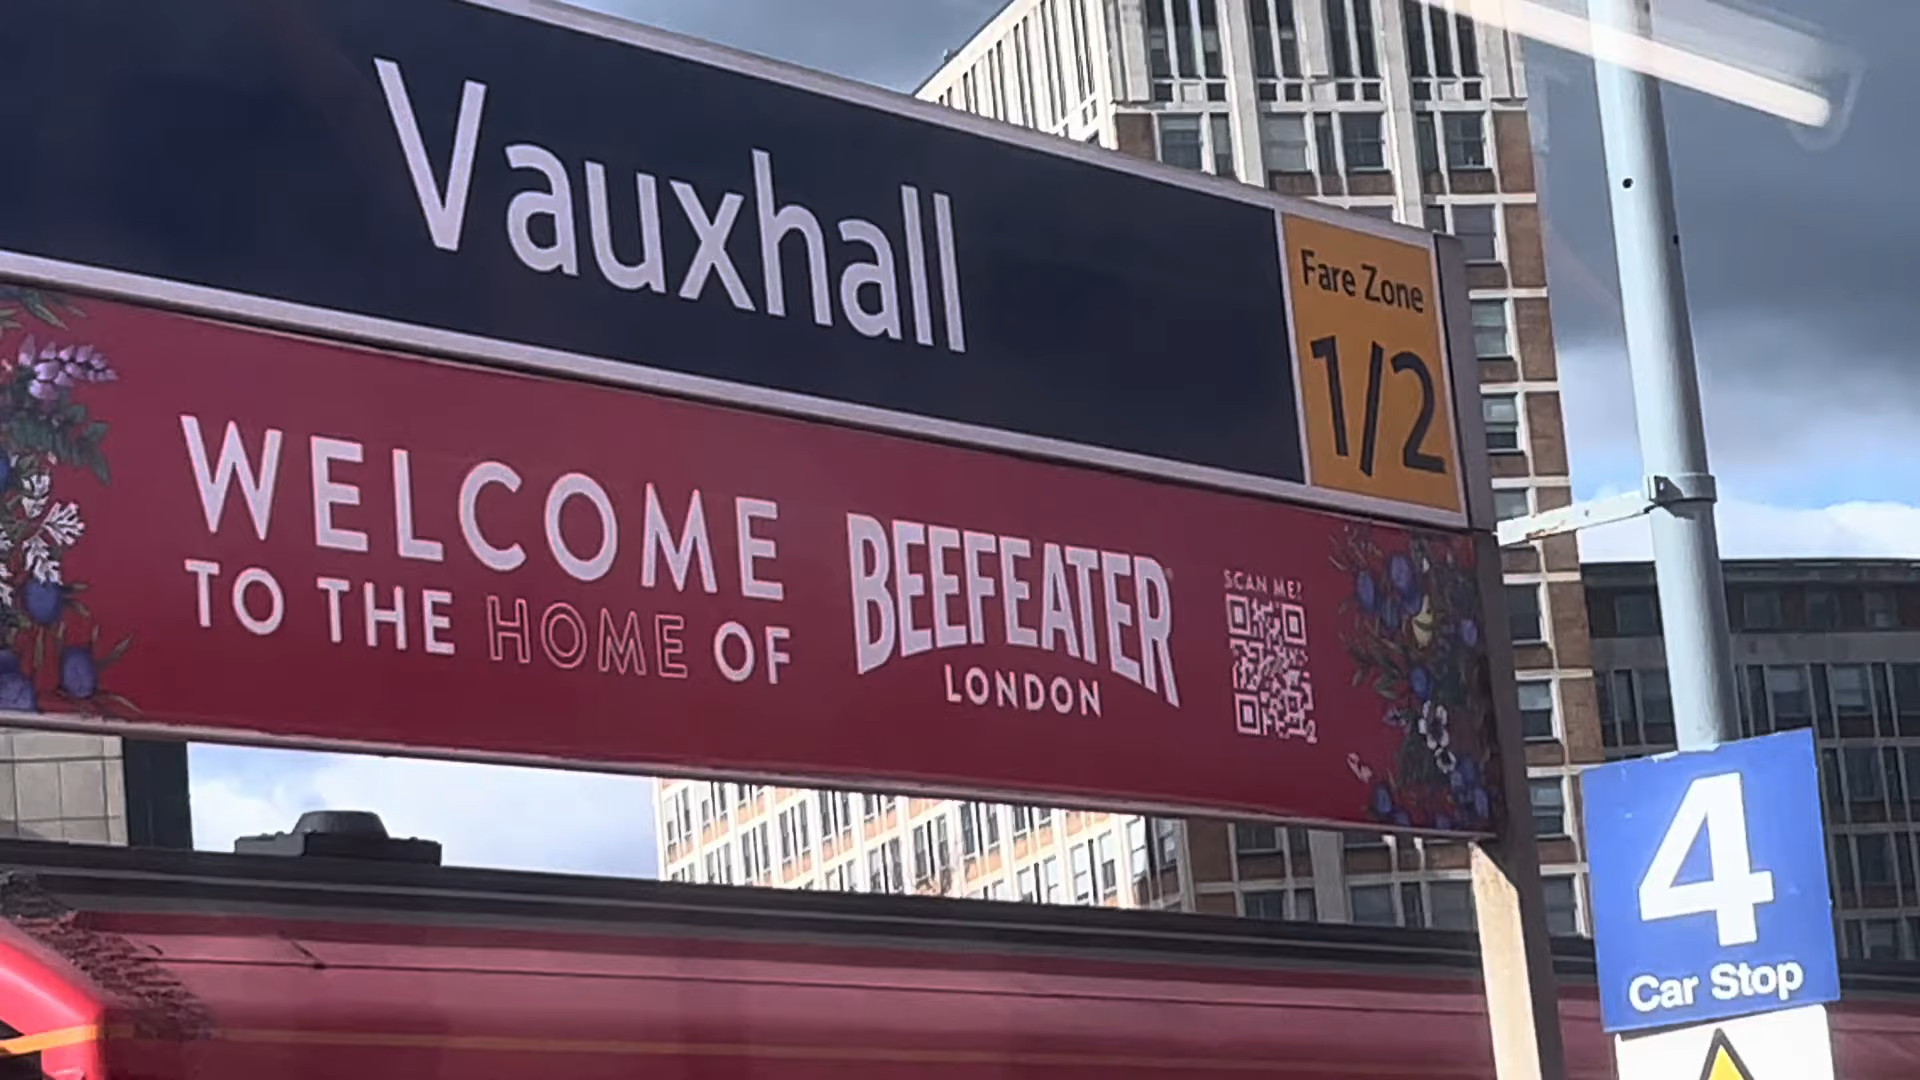 Vauxhall
Fare Zone
1/2
WELCOME
TO THE HOME OF
BEEFEATER
LONDON
SCAN ME!
4
Car Stop